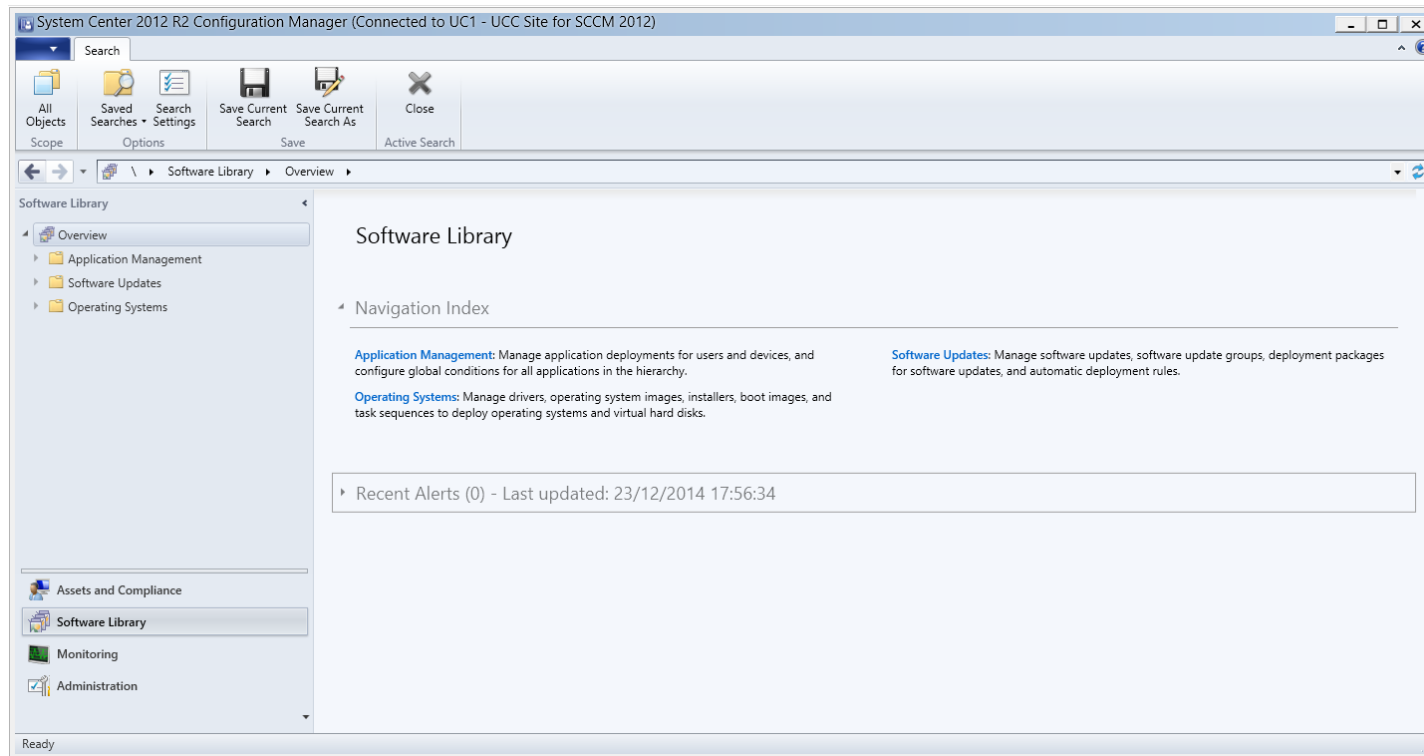 System Center 2012 R2 Configuration Manager (Connected to UC1 - UCC Site for SCCM 2012)
Search
All Objects
Saved Searches
Search Settings
Save Current Search
Save Current Search As
Close
Scope
Options
Save
Active Search
\ Software Library Overview
Software Library
Overview
Application Management
Software Updates
Operating Systems
Software Library
Navigation Index
Application Management: Manage application deployments for users and devices, and
configure global conditions for all applications in the hierarchy.
Software Updates: Manage software updates, software update groups, deployment packages
for software updates, and automatic deployment rules.
Operating Systems: Manage drivers, operating system images, installers, boot images, and
task sequences to deploy operating systems and virtual hard disks.
Recent Alerts (0) - Last updated: 23/12/2014 17:56:34
Assets and Compliance
Software Library
Monitoring
Administration
Ready